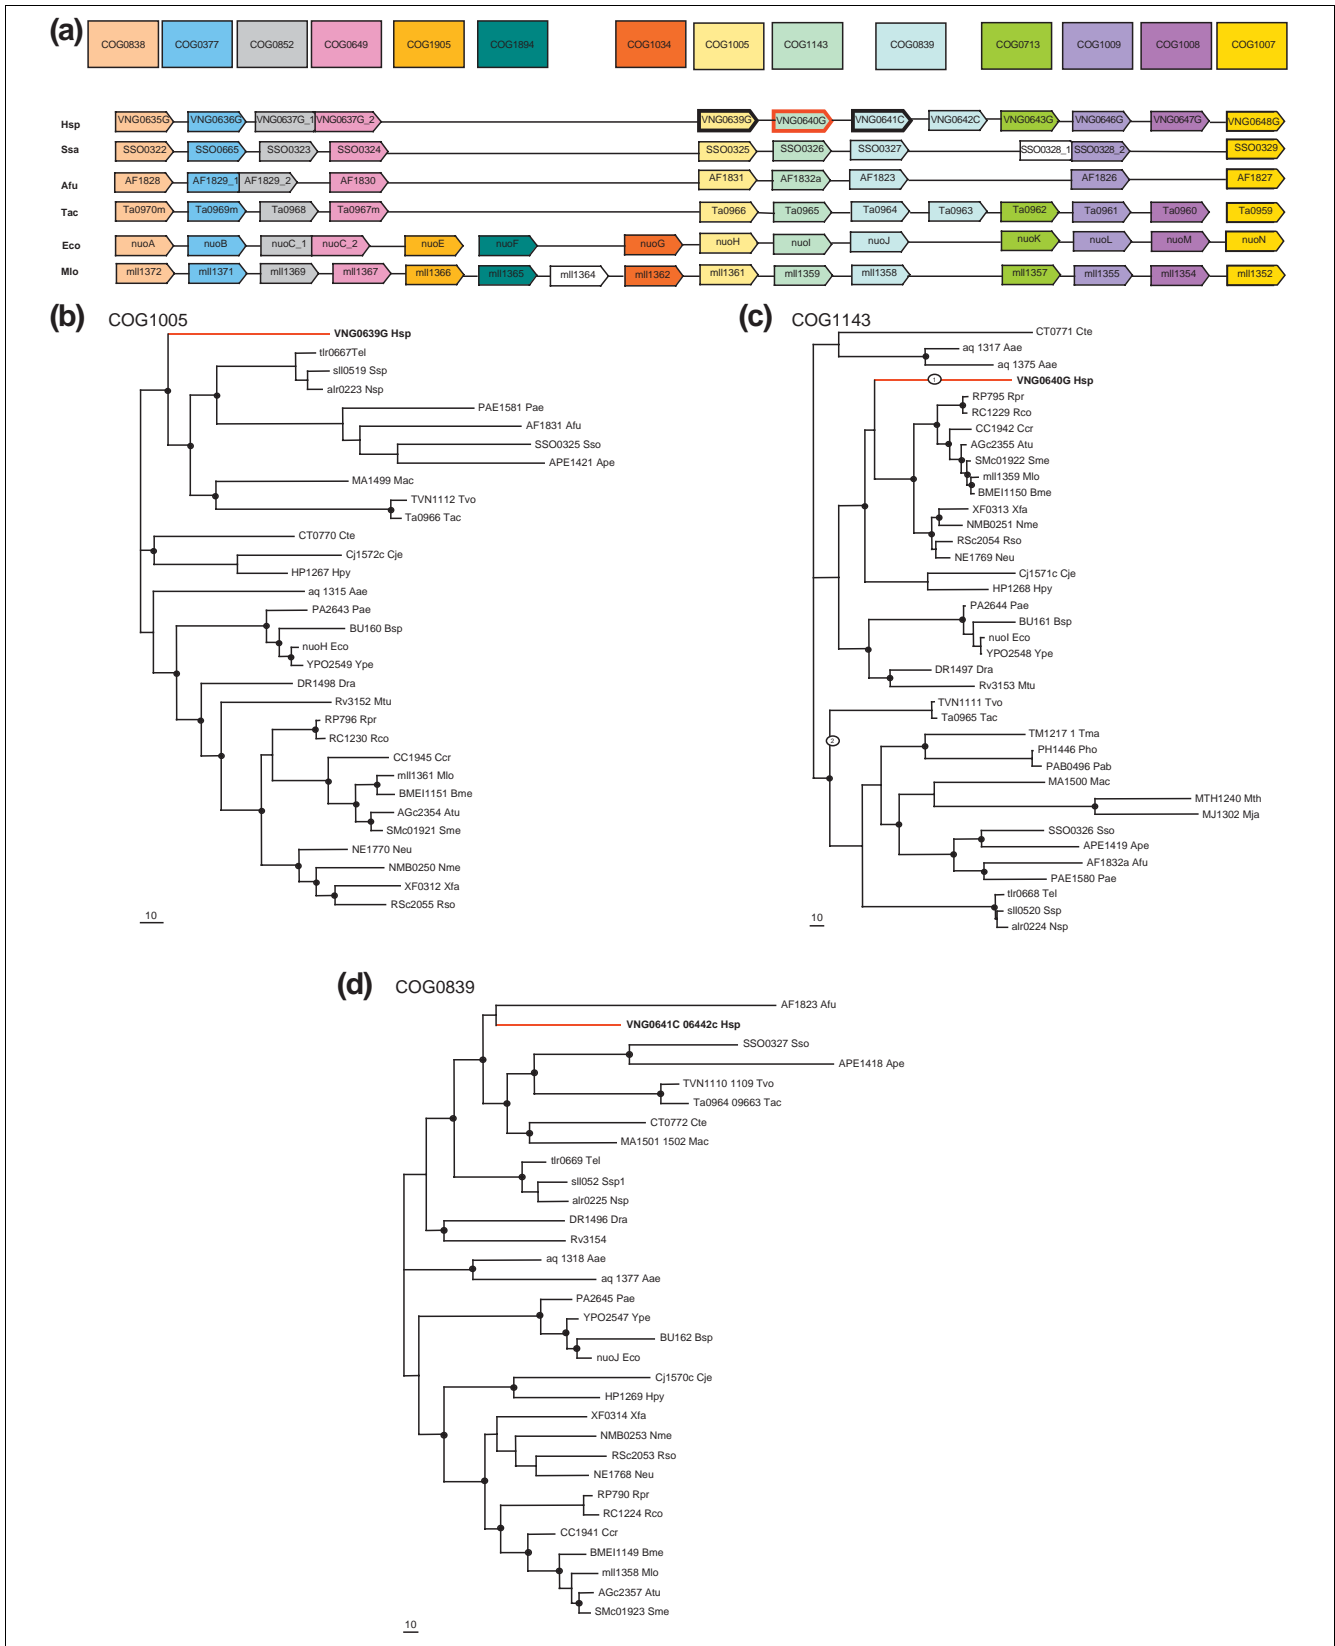 (a)
COG0838 COG0377 COG0852 COG0649 COG1905 COG1894 COG1034 COG1005 COG1143 COG0839 COG0713 COG1009 COG1008 COG1007
Hsp VNG0635G VNG0636G VNG0637G_1 VNG0637G_2 VNG0639G VNG0640G VNG0641C VNG0642C VNG0643G VNG0646G VNG0647G VNG0648G
Ssa SSO0322 SSO0665 SSO0323 SSO0324 SSO0325 SSO0326 SSO0327 SSO0328_1 SSO0328_2 SSO0329
Afu AF1828 AF1829_1 AF1829_2 AF1830 AF1831 AF1832a AF1823 AF1826 AF1827
Tac Ta0970m Ta0969m Ta0968 Ta0967m Ta0966 Ta0965 Ta0964 Ta0963 Ta0962 Ta0961 Ta0960 Ta0959
Eco nuoA nuoB nuoC_1 nuoC_2 nuoE nuoF nuoG nuoH nuoI nuoJ nuoK nuoL nuoM nuoN
Mlo mll1372 mll1371 mll1369 mll1367 mll1366 mll1365 mll1364 mll1362 mll1361 mll1359 mll1358 mll1357 mll1355 mll1354 mll1352
(b) COG1005
VNG0639G Hsp
tlr0667Tel
sll0519 Ssp
alr0223 Nsp
PAE1581 Pae
AF1831 Afu
SSO0325 Sso
APE1421 Ape
MA1499 Mac
TVN1112 Tvo
Ta0966 Tac
CT0770 Cte
Cj1572c Cje
HP1267 Hpy
aq 1315 Aae
PA2643 Pae
BU160 Bsp
nuoH Eco
YPO2549 Ype
DR1498 Dra
Rv3152 Mtu
RP796 Rpr
RC1230 Rco
CC1945 Ccr
mll1361 Mlo
BMEI1151 Bme
AGc2354 Atu
SMc01921 Sme
NE1770 Neu
NMB0250 Nme
XF0312 Xfa
RSc2055 Rso
10
(c) COG1143
CT0771 Cte
aq 1317 Aae
aq 1375 Aae
1
VNG0640G Hsp
RP795 Rpr
RC1229 Rco
CC1942 Ccr
AGc2355 Atu
SMc01922 Sme
mll1359 Mlo
BMEI1150 Bme
XF0313 Xfa
NMB0251 Nme
RSc2054 Rso
NE1769 Neu
Cj1571c Cje
HP1268 Hpy
PA2644 Pae
BU161 Bsp
nuoI Eco
YPO2548 Ype
DR1497 Dra
Rv3153 Mtu
TVN1111 Tvo
Ta0965 Tac
2
TM1217 1 Tma
PH1446 Pho
PAB0496 Pab
MA1500 Mac
MTH1240 Mth
MJ1302 Mja
SSO0326 Sso
APE1419 Ape
AF1832a Afu
PAE1580 Pae
tlr0668 Tel
sll0520 Ssp
alr0224 Nsp
10
(d) COG0839
AF1823 Afu
VNG0641C 06442c Hsp
SSO0327 Sso
APE1418 Ape
TVN1110 1109 Tvo
Ta0964 09663 Tac
CT0772 Cte
MA1501 1502 Mac
tlr0669 Tel
sll052 Ssp1
alr0225 Nsp
DR1496 Dra
Rv3154
aq 1318 Aae
aq 1377 Aae
PA2645 Pae
YPO2547 Ype
BU162 Bsp
nuoJ Eco
Cj1570c Cje
HP1269 Hpy
XF0314 Xfa
NMB0253 Nme
RSc2053 Rso
NE1768 Neu
RP790 Rpr
RC1224 Rco
CC1941 Ccr
BMEI1149 Bme
mll1358 Mlo
AGc2357 Atu
SMc01923 Sme
10